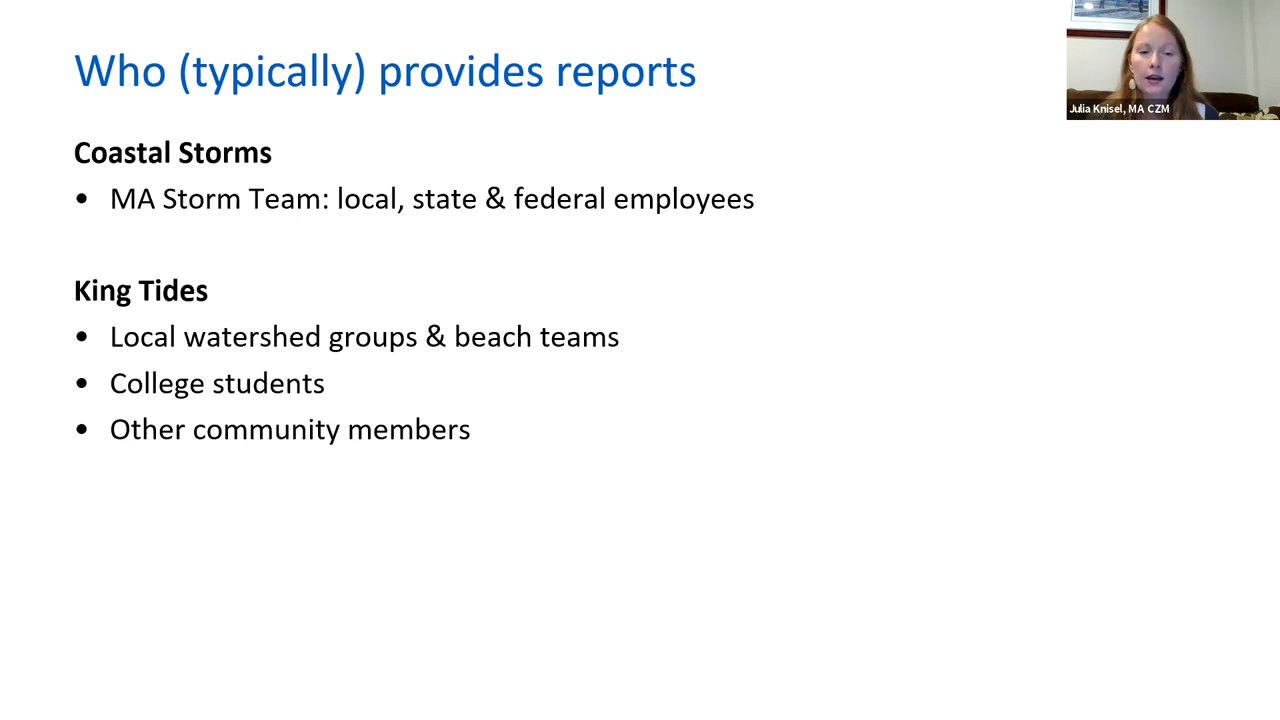 Who (typically) provides reports
Julia Knisel, MA CZM
Coastal Storms
• MA Storm Team: local, state & federal employees
King Tides
• Local watershed groups & beach teams
• College students
• Other community members